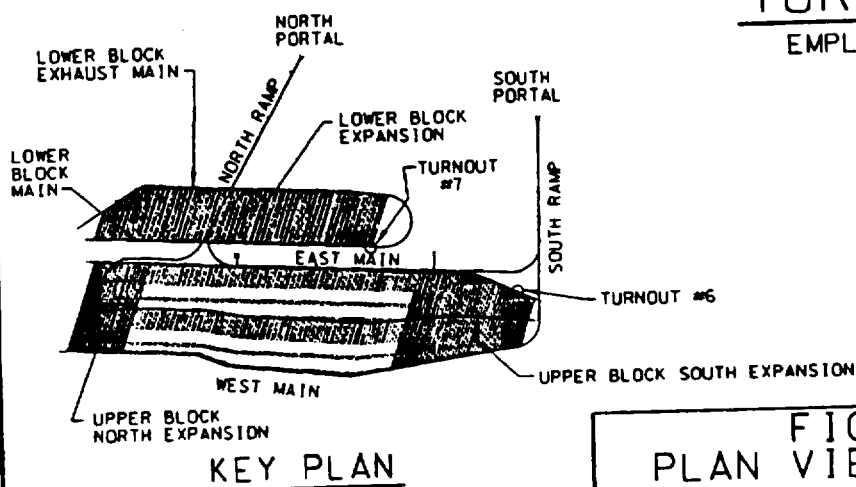 EMPL
NORTH
PORTAL
LOWER BLOCK
EXHAUST MAIN
SOUTH
PORTAL
NORTH RAMP
LOWER BLOCK
EXPANSION
LOWER
BLOCK
MAIN
TURNOUT
#7
SOUTH RAMP
EAST MAIN
TURNOUT #6
WEST MAIN
UPPER BLOCK SOUTH EXPANSION
UPPER BLOCK
NORTH EXPANSION
KEY PLAN
FIG
PLAN VIE